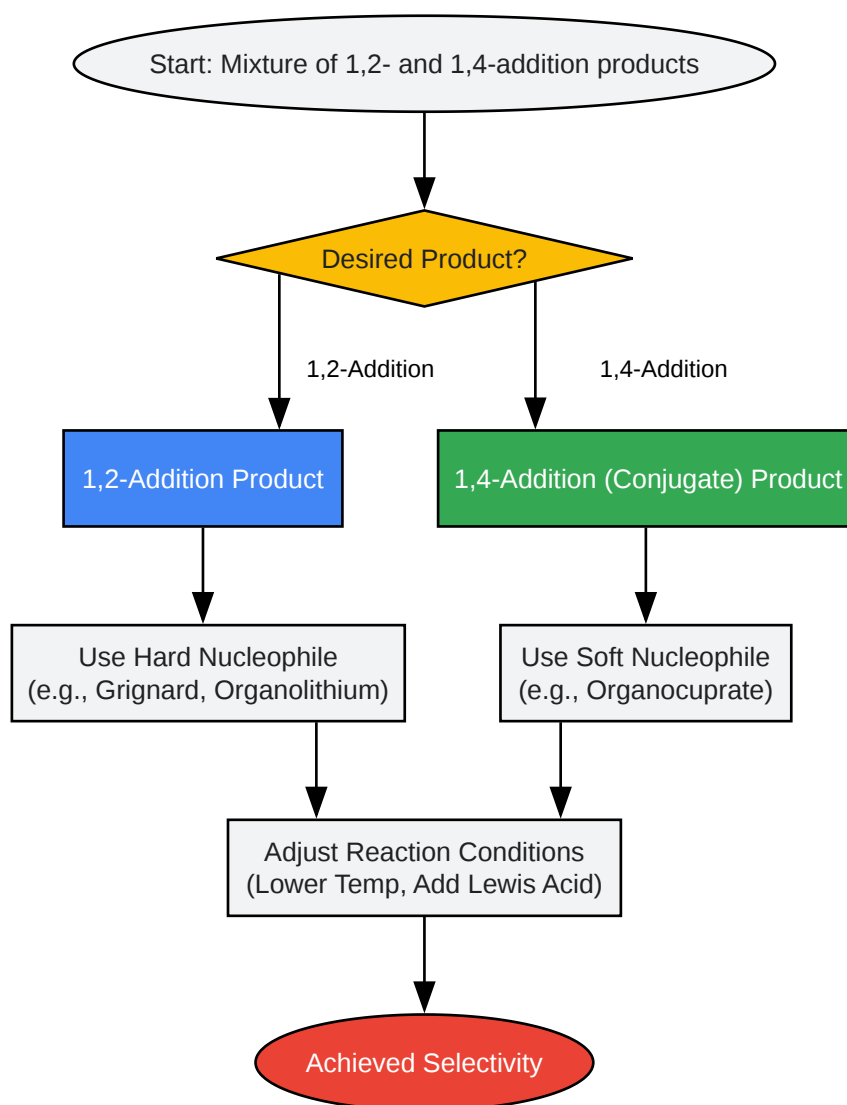 Start: Mixture of 1,2- and 1,4-addition products
Desired Product?
1,2-Addition
1,4-Addition
1,2-Addition Product
1,4-Addition (Conjugate) Product
Use Hard Nucleophile
(e.g., Grignard, Organolithium)
Use Soft Nucleophile
(e.g., Organocuprate)
Adjust Reaction Conditions
(Lower Temp, Add Lewis Acid)
Achieved Selectivity